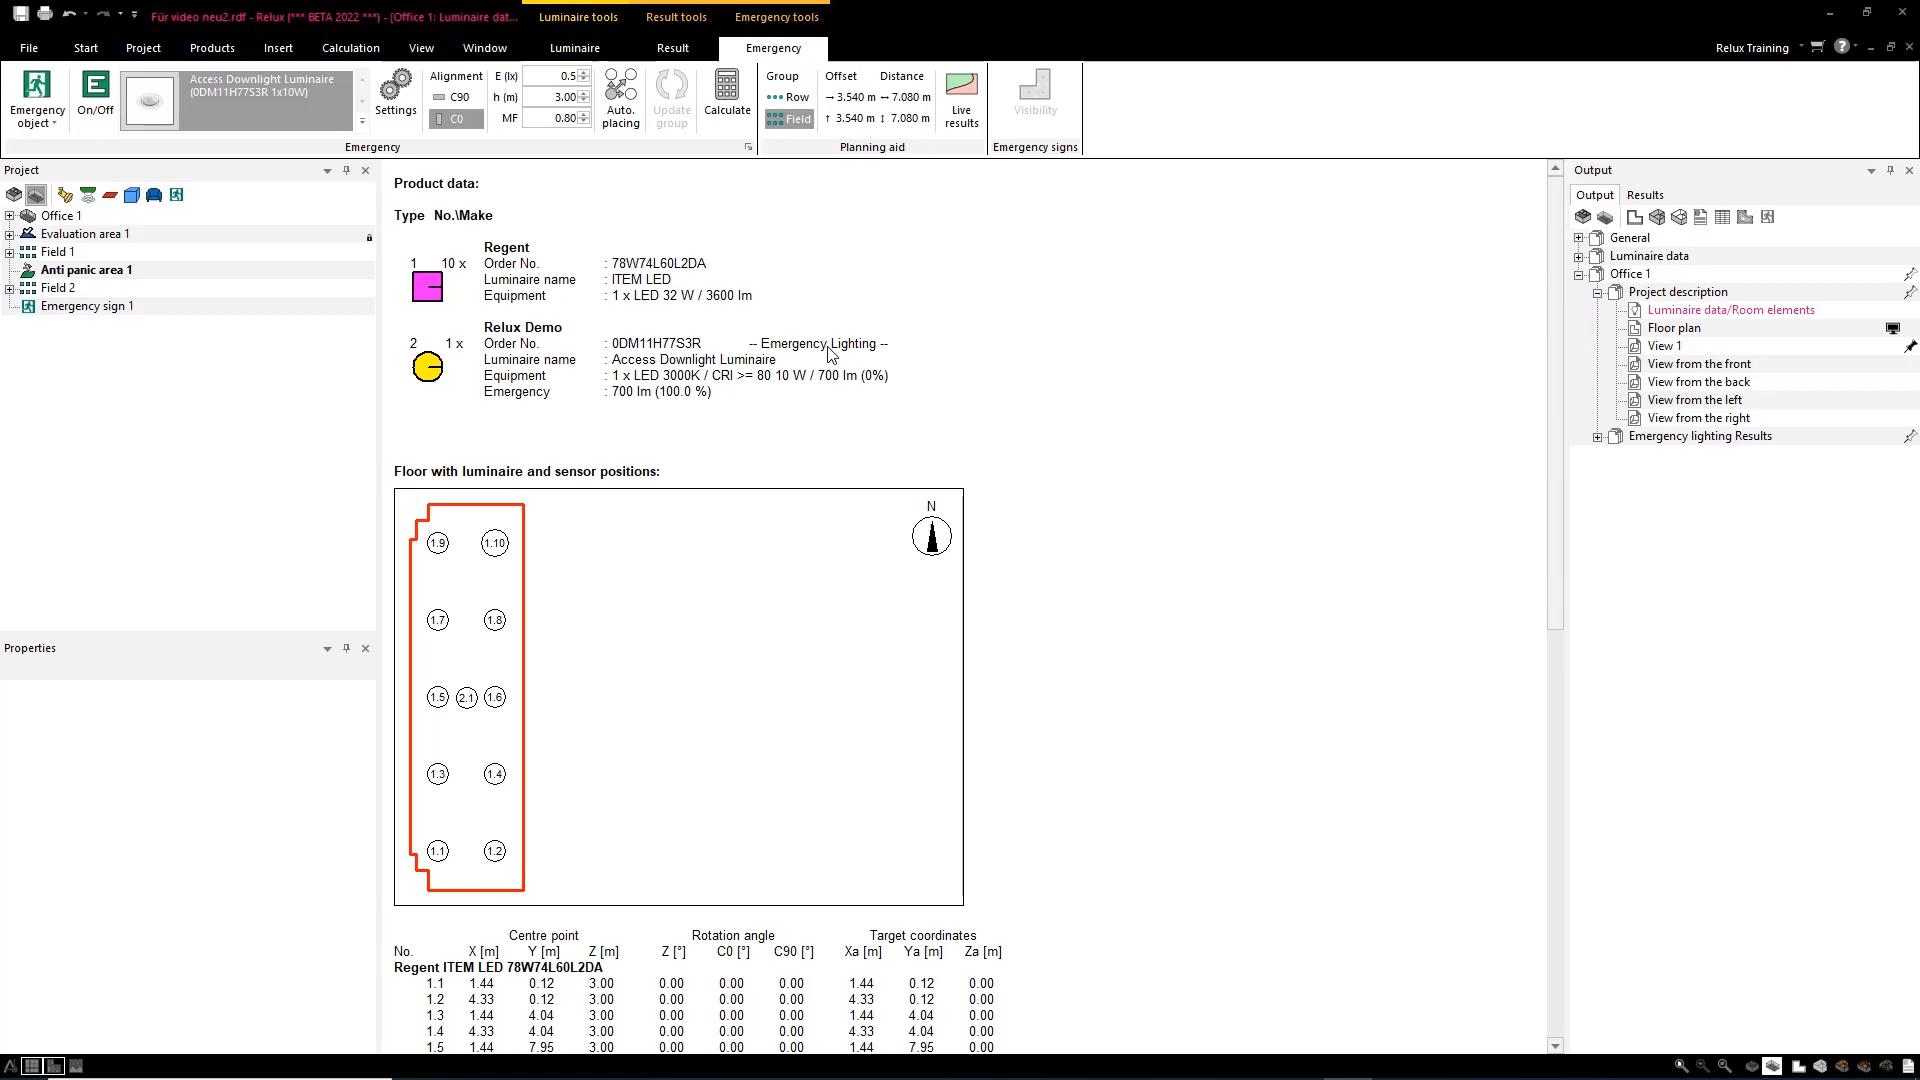 Für video neu2.rdf - Relux (*** BETA 2022 ***) - [Office 1: Luminaire dat...
Luminaire tools
Result tools
Emergency tools
File
Start
Project
Products
Insert
Calculation
View
Window
Luminaire
Result
Emergency
Relux Training
Emergency object
On/Off
Access Downlight Luminaire
(0DM11H77S3R 1x10W)
Settings
Alignment
C90
C0
E (lx) 0.5
h (m) 3.00
MF 0.80
Auto. placing
Update group
Calculate
Group
Row
Field
Offset
Distance
3.540 m
7.080 m
3.540 m
7.080 m
Live results
Visibility
Emergency
Planning aid
Emergency signs
Project
Office 1
Evaluation area 1
Field 1
Anti panic area 1
Field 2
Emergency sign 1
Properties
Product data:
Type No.\Make
Regent
1 10 x Order No. : 78W74L60L2DA
Luminaire name : ITEM LED
Equipment : 1 x LED 32 W / 3600 lm
Relux Demo
2 1 x Order No. : 0DM11H77S3R -- Emergency Lighting --
Luminaire name : Access Downlight Luminaire
Equipment : 1 x LED 3000K / CRI >= 80 10 W / 700 lm (0%)
Emergency : 700 lm (100.0 %)
Floor with luminaire and sensor positions:
N
1.9 1.10
1.7 1.8
1.5 2.1 1.6
1.3 1.4
1.1 1.2
Centre point Rotation angle Target coordinates
No. X [m] Y [m] Z [m] Z [°] C0 [°] C90 [°] Xa [m] Ya [m] Za [m]
Regent ITEM LED 78W74L60L2DA
1.1 1.44 0.12 3.00 0.00 0.00 0.00 1.44 0.12 0.00
1.2 4.33 0.12 3.00 0.00 0.00 0.00 4.33 0.12 0.00
1.3 1.44 4.04 3.00 0.00 0.00 0.00 1.44 4.04 0.00
1.4 4.33 4.04 3.00 0.00 0.00 0.00 4.33 4.04 0.00
1.5 1.44 7.95 3.00 0.00 0.00 0.00 1.44 7.95 0.00
Output
Output Results
General
Luminaire data
Office 1
Project description
Luminaire data/Room elements
Floor plan
View 1
View from the front
View from the back
View from the left
View from the right
Emergency lighting Results